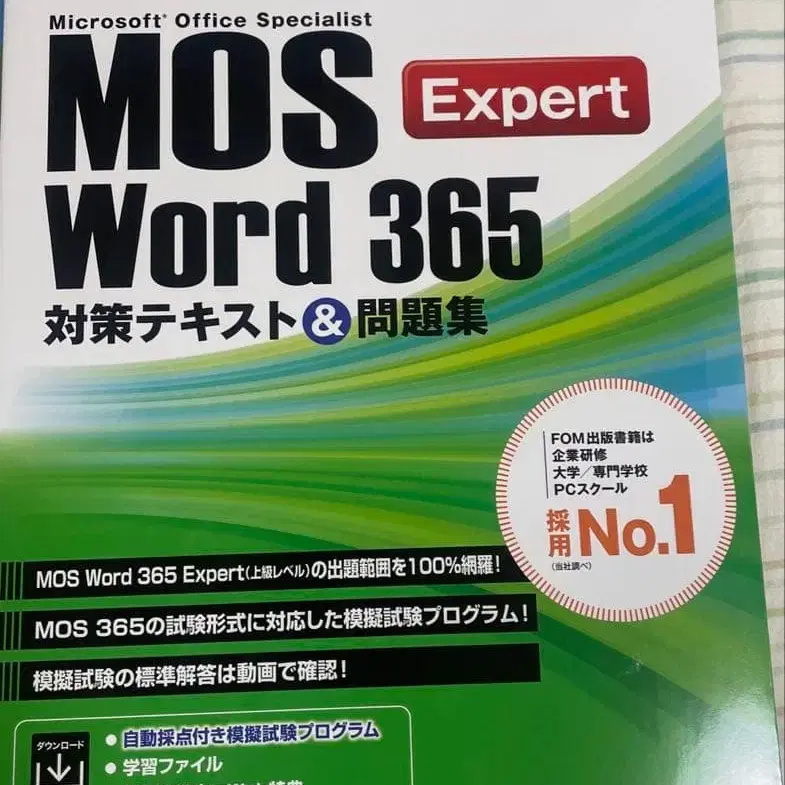 Microsoft® Office Specialist
MOS
Expert
Word 365
対策テキスト&問題集
FOM出版書籍は
企業研修
大学/専門学校
PCスクール
採用No.1
(当社調べ)
MOS Word 365 Expert(上級レベル)の出題範囲を100%網羅!
MOS 365の試験形式に対応した模擬試験プログラム!
模擬試験の標準解答は動画で確認!
ダウンロード
●自動採点付き模擬試験プログラム
●学習ファイル